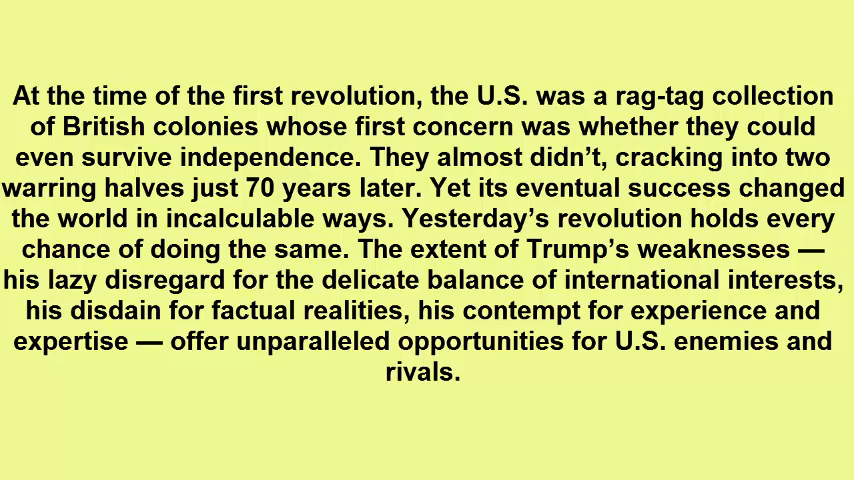 At the time of the first revolution, the U.S. was a rag-tag collection
of British colonies whose first concern was whether they could
even survive independence. They almost didn’t, cracking into two
warring halves just 70 years later. Yet its eventual success changed
the world in incalculable ways. Yesterday’s revolution holds every
chance of doing the same. The extent of Trump’s weaknesses —
his lazy disregard for the delicate balance of international interests,
his disdain for factual realities, his contempt for experience and
expertise — offer unparalleled opportunities for U.S. enemies and
rivals.